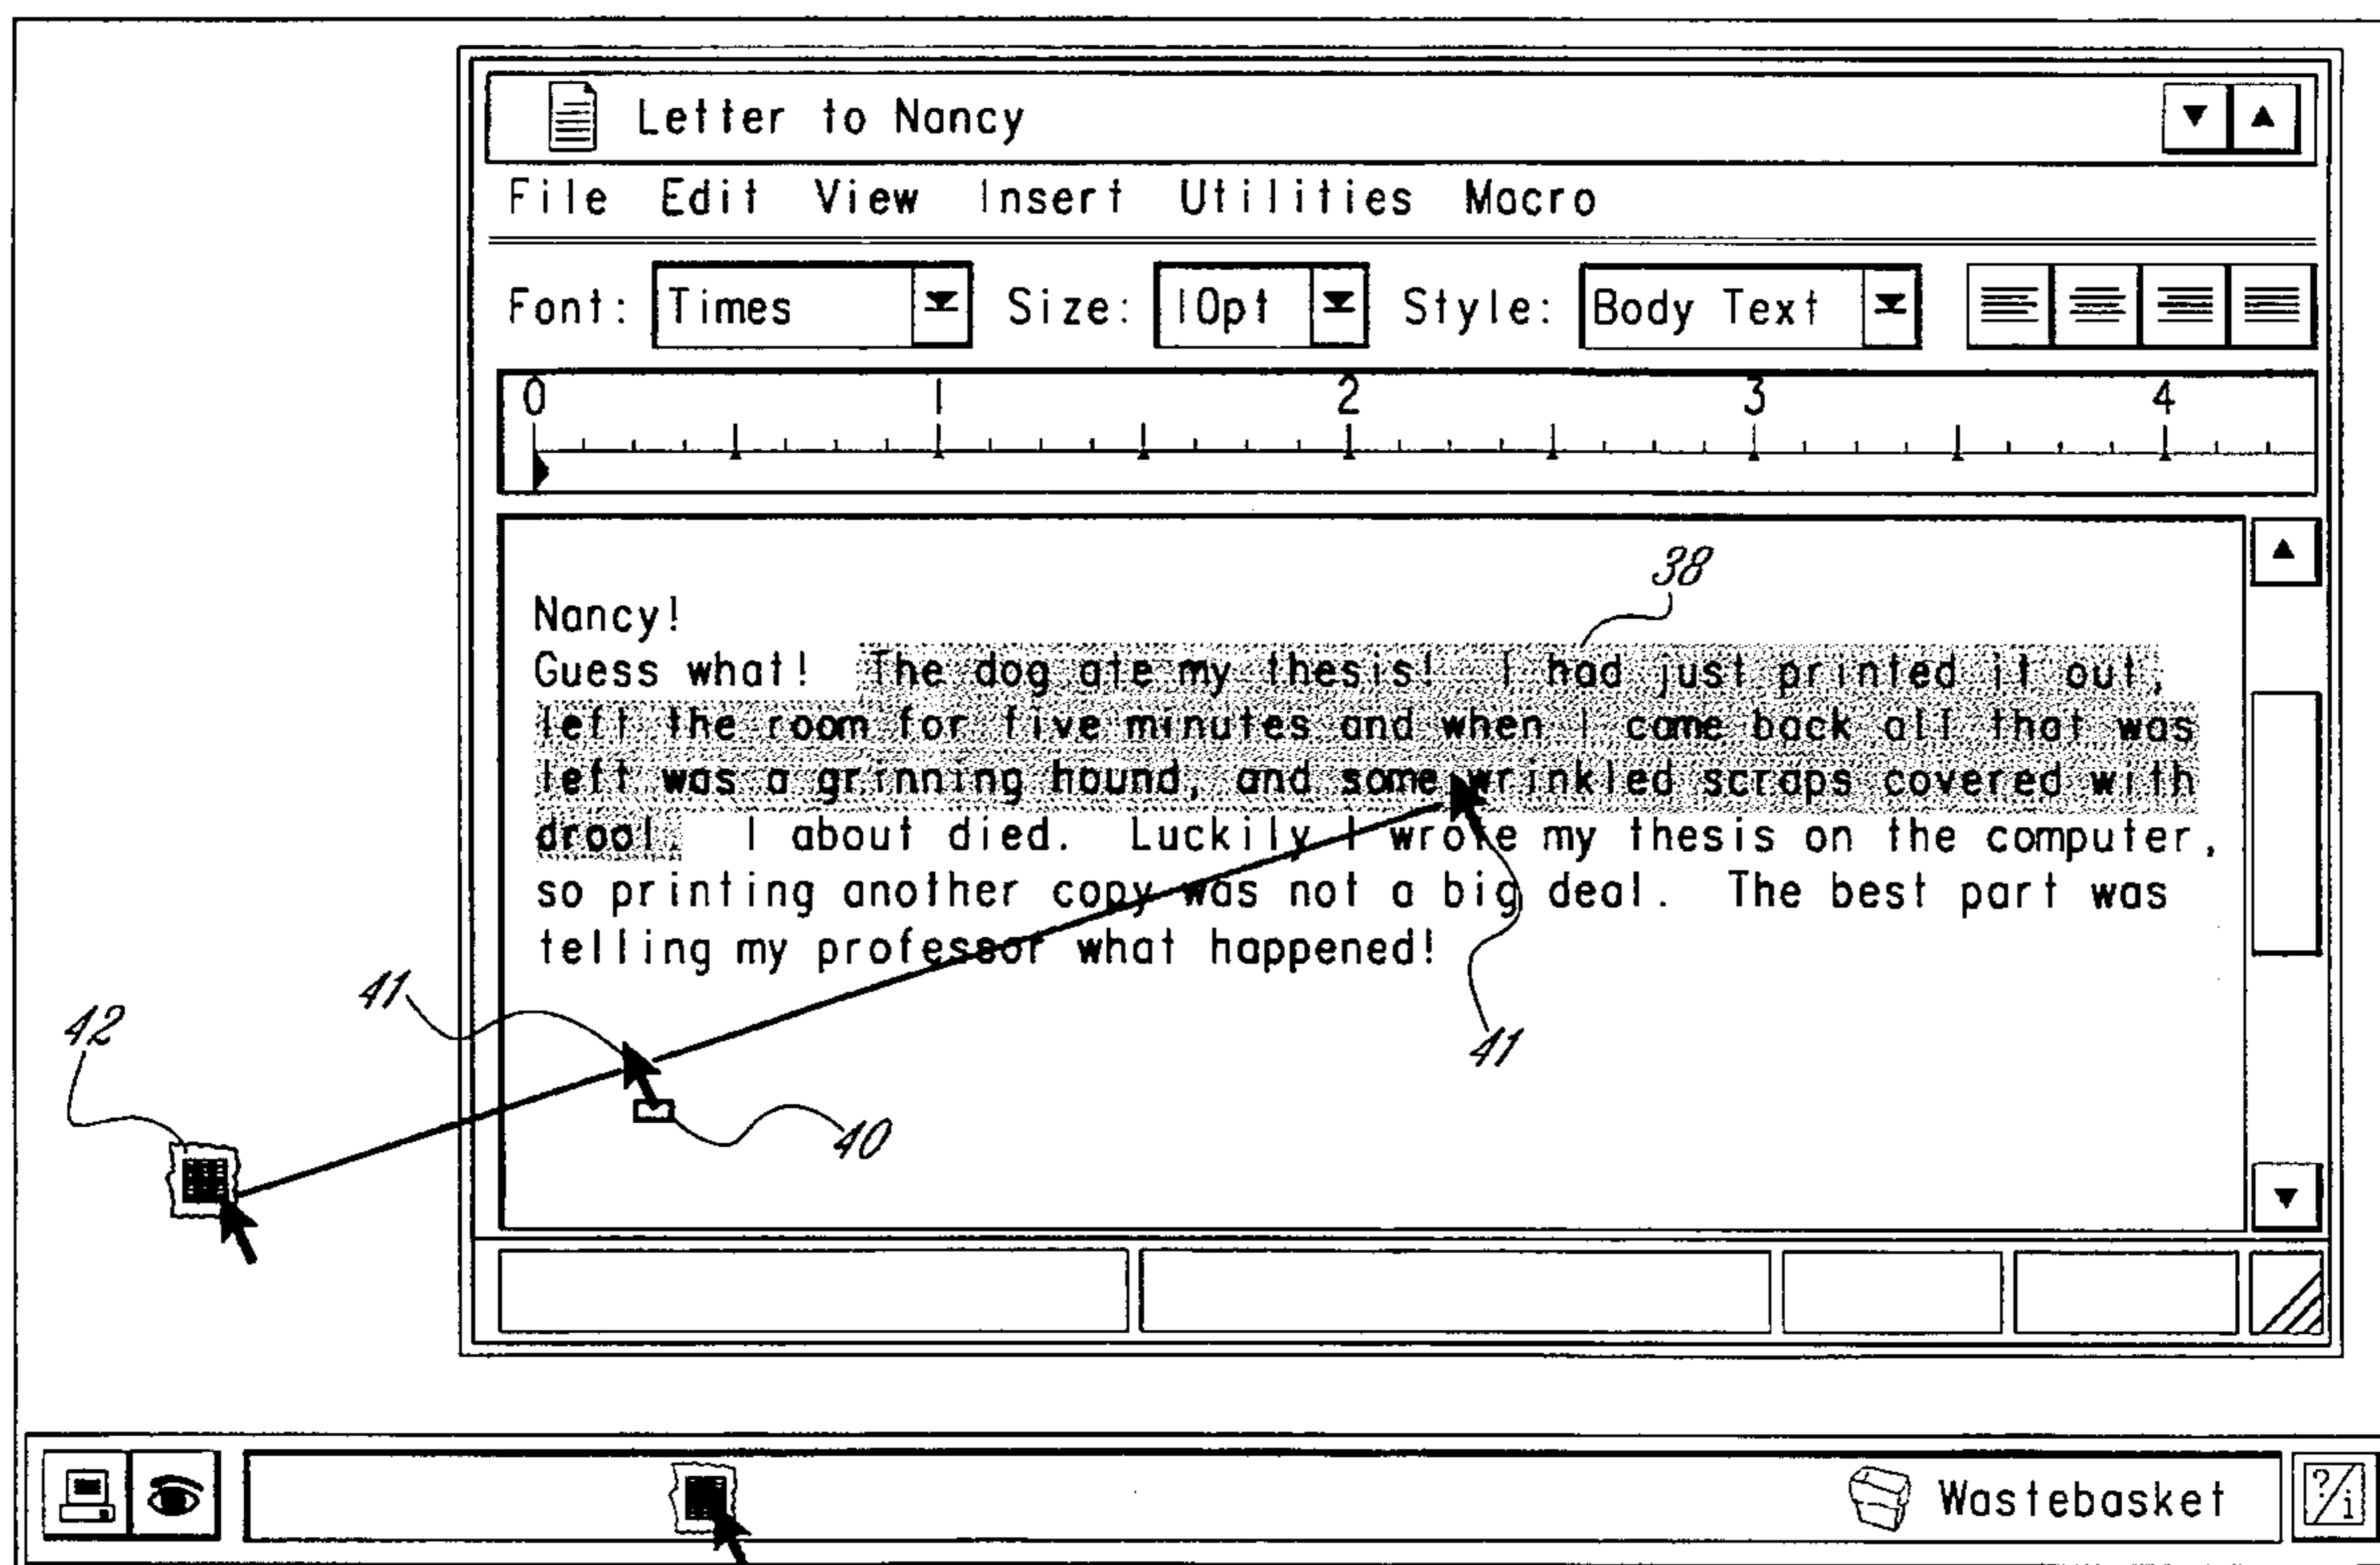 Letter to Nancy
File Edit View Insert Utilities Macro
Font: Times Size: 10pt Style: Body Text
0 1 2 3 4
38
Nancy!
Guess what! The dog ate my thesis! I had just printed it out,
left the room for five minutes and when I came back all that was
left was a grinning hound, and some wrinkled scraps covered with
drool. I about died. Luckily I wrote my thesis on the computer,
so printing another copy was not a big deal. The best part was
telling my professor what happened!
41
42
41
40
Wastebasket ?/i